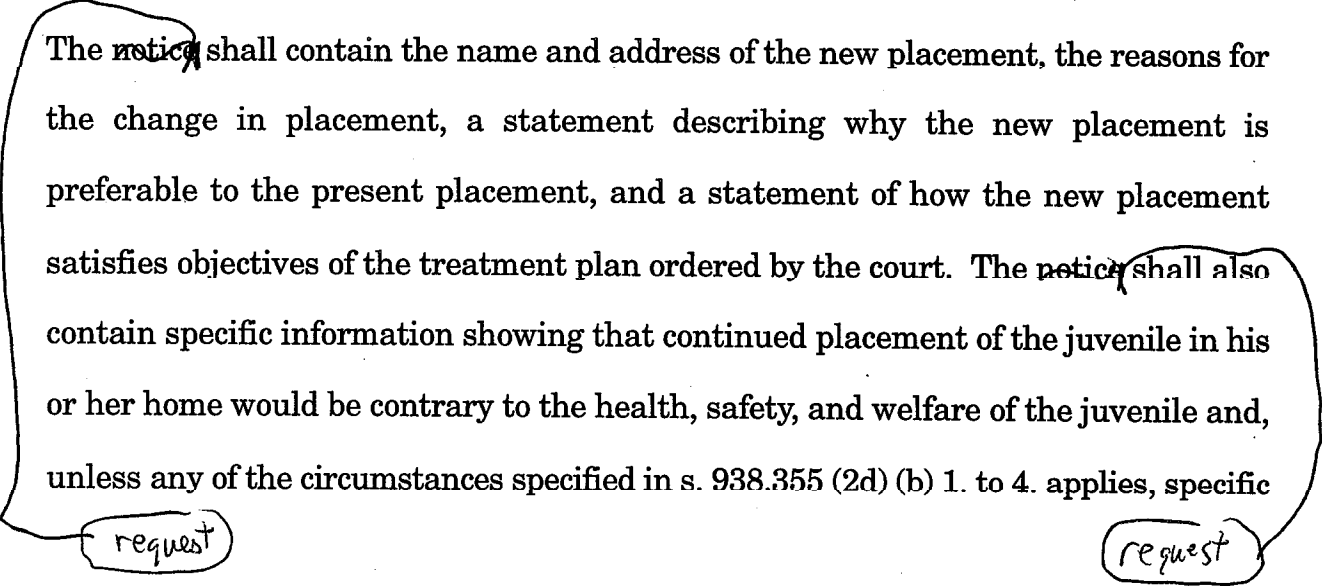 The notice shall contain the name and address of the new placement, the reasons for
the change in placement, a statement describing why the new placement is
preferable to the present placement, and a statement of how the new placement
satisfies objectives of the treatment plan ordered by the court. The notice shall also
contain specific information showing that continued placement of the juvenile in his
or her home would be contrary to the health, safety, and welfare of the juvenile and,
unless any of the circumstances specified in s. 938.355 (2d) (b) 1. to 4. applies, specific
request request